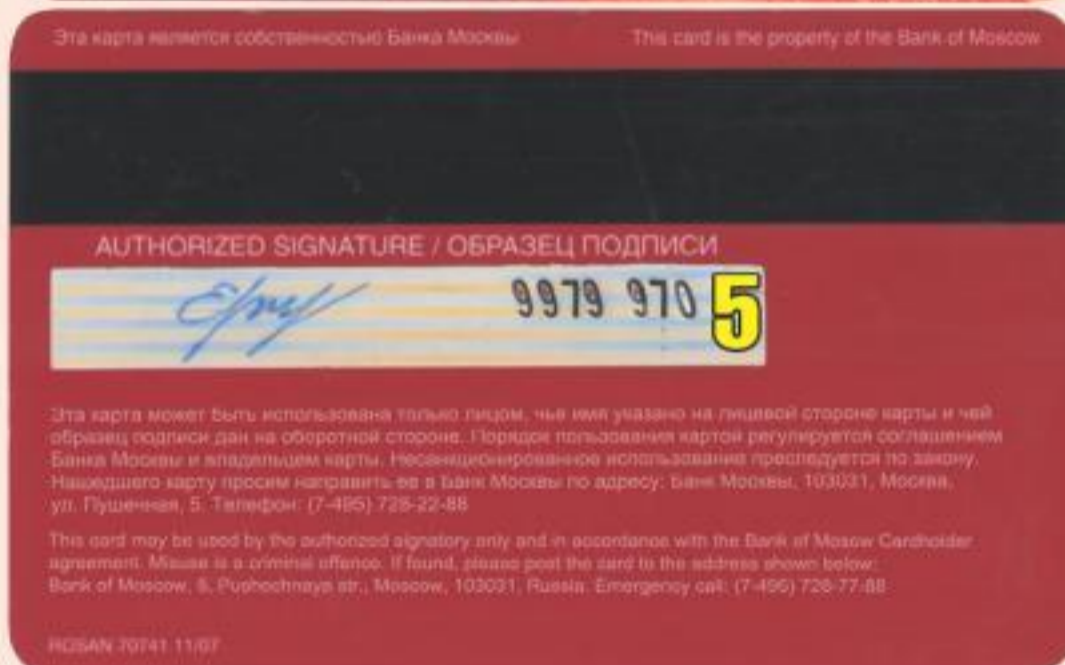 Эта карта является собственностью Банка Москвы This card is the property of the Bank of Moscow
AUTHORIZED SIGNATURE / ОБРАЗЕЦ ПОДПИСИ
9979 970 5
Эта карта может быть использована только лицом, чье имя указано на лицевой стороне карты и чей
образец подписи дан на оборотной стороне. Порядок пользования картой регулируется соглашением
Банка Москвы и владельцем карты. Несанкционированное использование преследуется по закону.
Нашедшего карту просим направить ее в Банк Москвы по адресу: Банк Москвы, 103031, Москва,
ул. Пушечная, 5. Телефон: (7-495) 728-22-88
This card may be used by the authorized signatory only and in accordance with the Bank of Mosow Cardholder
agreement. Misuse is a criminal offence. If found, please post the card to the address shown below:
Bank of Moscow, 5, Pushechnaya str., Moscow, 103031, Russia. Emergency call: (7-495) 728-77-88
ROSAN 70741 11/07